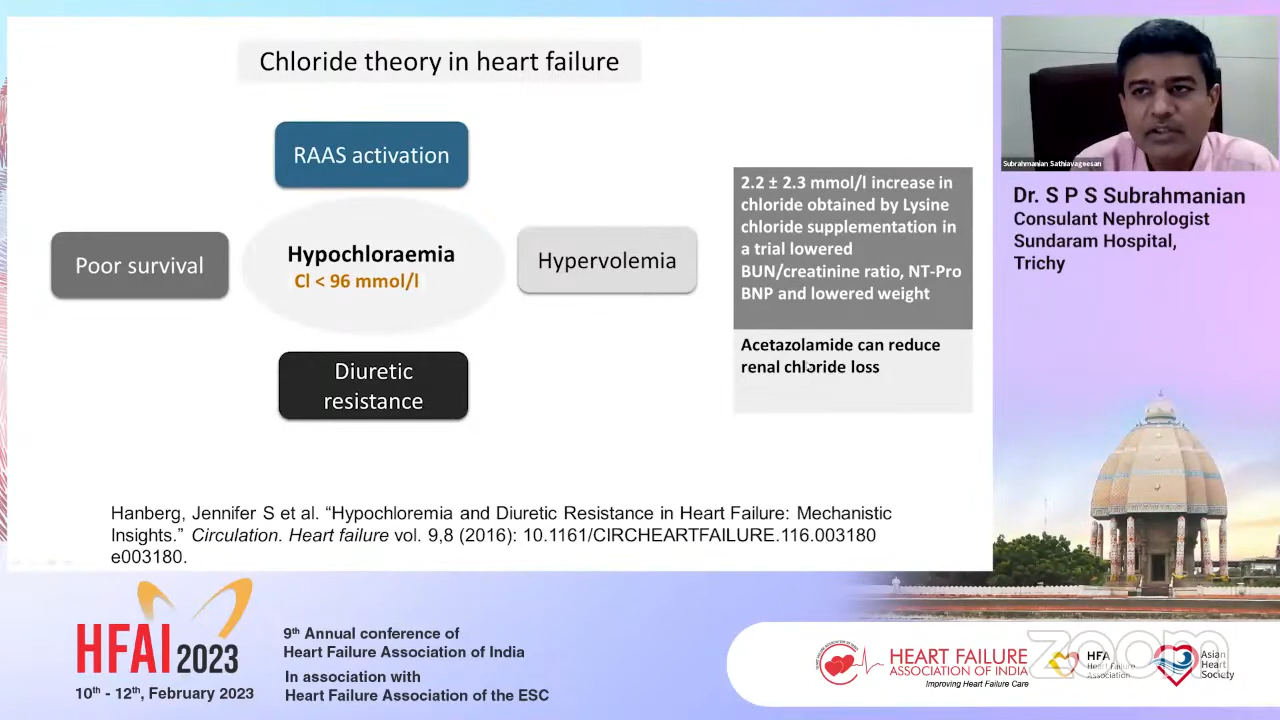 Chloride theory in heart failure
RAAS activation
Poor survival
Hypochloraemia
Cl < 96 mmol/l
Hypervolemia
Diuretic
resistance
2.2 ± 2.3 mmol/l increase in
chloride obtained by Lysine
chloride supplementation in
a trial lowered
BUN/creatinine ratio, NT-Pro
BNP and lowered weight
Acetazolamide can reduce
renal chloride loss
Hanberg, Jennifer S et al. “Hypochloremia and Diuretic Resistance in Heart Failure: Mechanistic
Insights.” Circulation. Heart failure vol. 9,8 (2016): 10.1161/CIRCHEARTFAILURE.116.003180
e003180.
Subrahmanian Sathiavageesan
Dr. S P S Subrahmanian
Consulant Nephrologist
Sundaram Hospital,
Trichy
HFAI 2023
10th - 12th, February 2023
9th Annual conference of
Heart Failure Association of India
In association with
Heart Failure Association of the ESC
HEART FAILURE
ASSOCIATION OF INDIA
Improving Heart Failure Care
HFA
Heart Failure
Association
zoom
Asian
Heart
Society